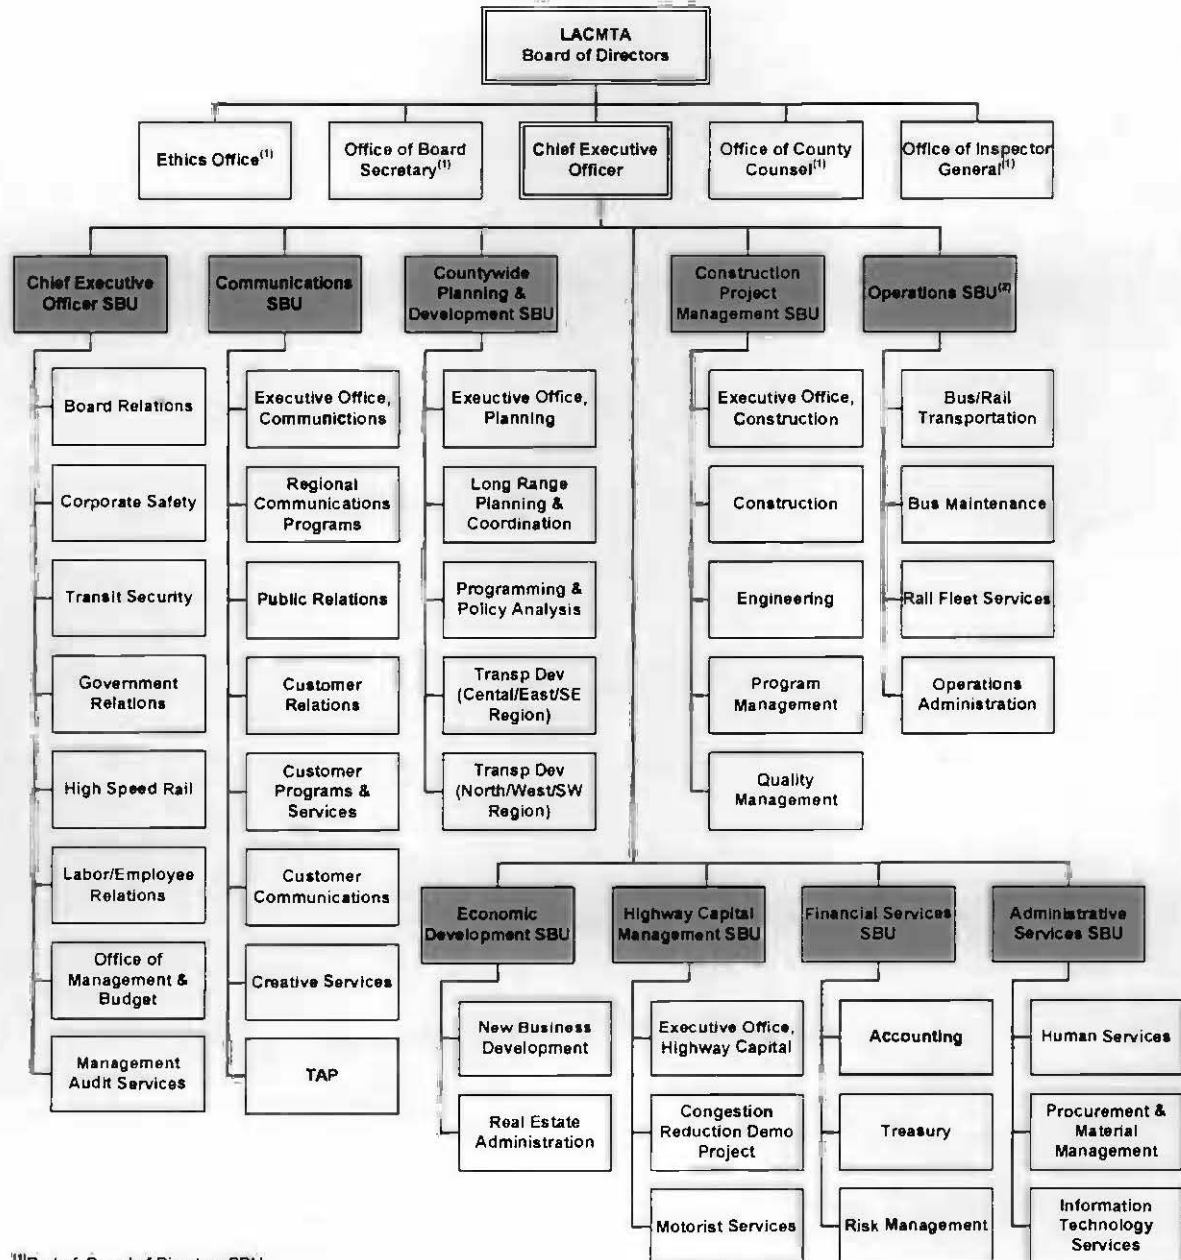 LACMTA
Board of Directors
Ethics Office(1)
Office of Board
Secretary(1)
Chief Executive
Officer
Office of County
Counsel(1)
Office of Inspector
General(1)
Chief Executive
Officer SBU
Communications
SBU
Countywide
Planning &
Development SBU
Construction
Project
Management SBU
Operations SBU(2)
Board Relations
Corporate Safety
Transit Security
Government
Relations
High Speed Rail
Labor/Employee
Relations
Office of
Management &
Budget
Management
Audit Services
Executive Office,
Communictions
Regional
Communications
Programs
Public Relations
Customer
Relations
Customer
Programs &
Services
Customer
Communications
Creative Services
TAP
Exeuctive Office,
Planning
Long Range
Planning &
Coordination
Programming &
Policy Analysis
Transp Dev
(Cental/East/SE
Region)
Transp Dev
(North/West/SW
Region)
Executive Office,
Construction
Construction
Engineering
Program
Management
Quality
Management
Bus/Rail
Transportation
Bus Maintenance
Rail Fleet Services
Operations
Administration
Economic
Development SBU
Highway Capital
Management SBU
Financial Services
SBU
Administrative
Services SBU
New Business
Development
Real Estate
Administration
Executive Office,
Highway Capital
Congestion
Reduction Demo
Project
Motorist Services
Accounting
Treasury
Risk Management
Human Services
Procurement &
Material
Management
Information
Technology
Services